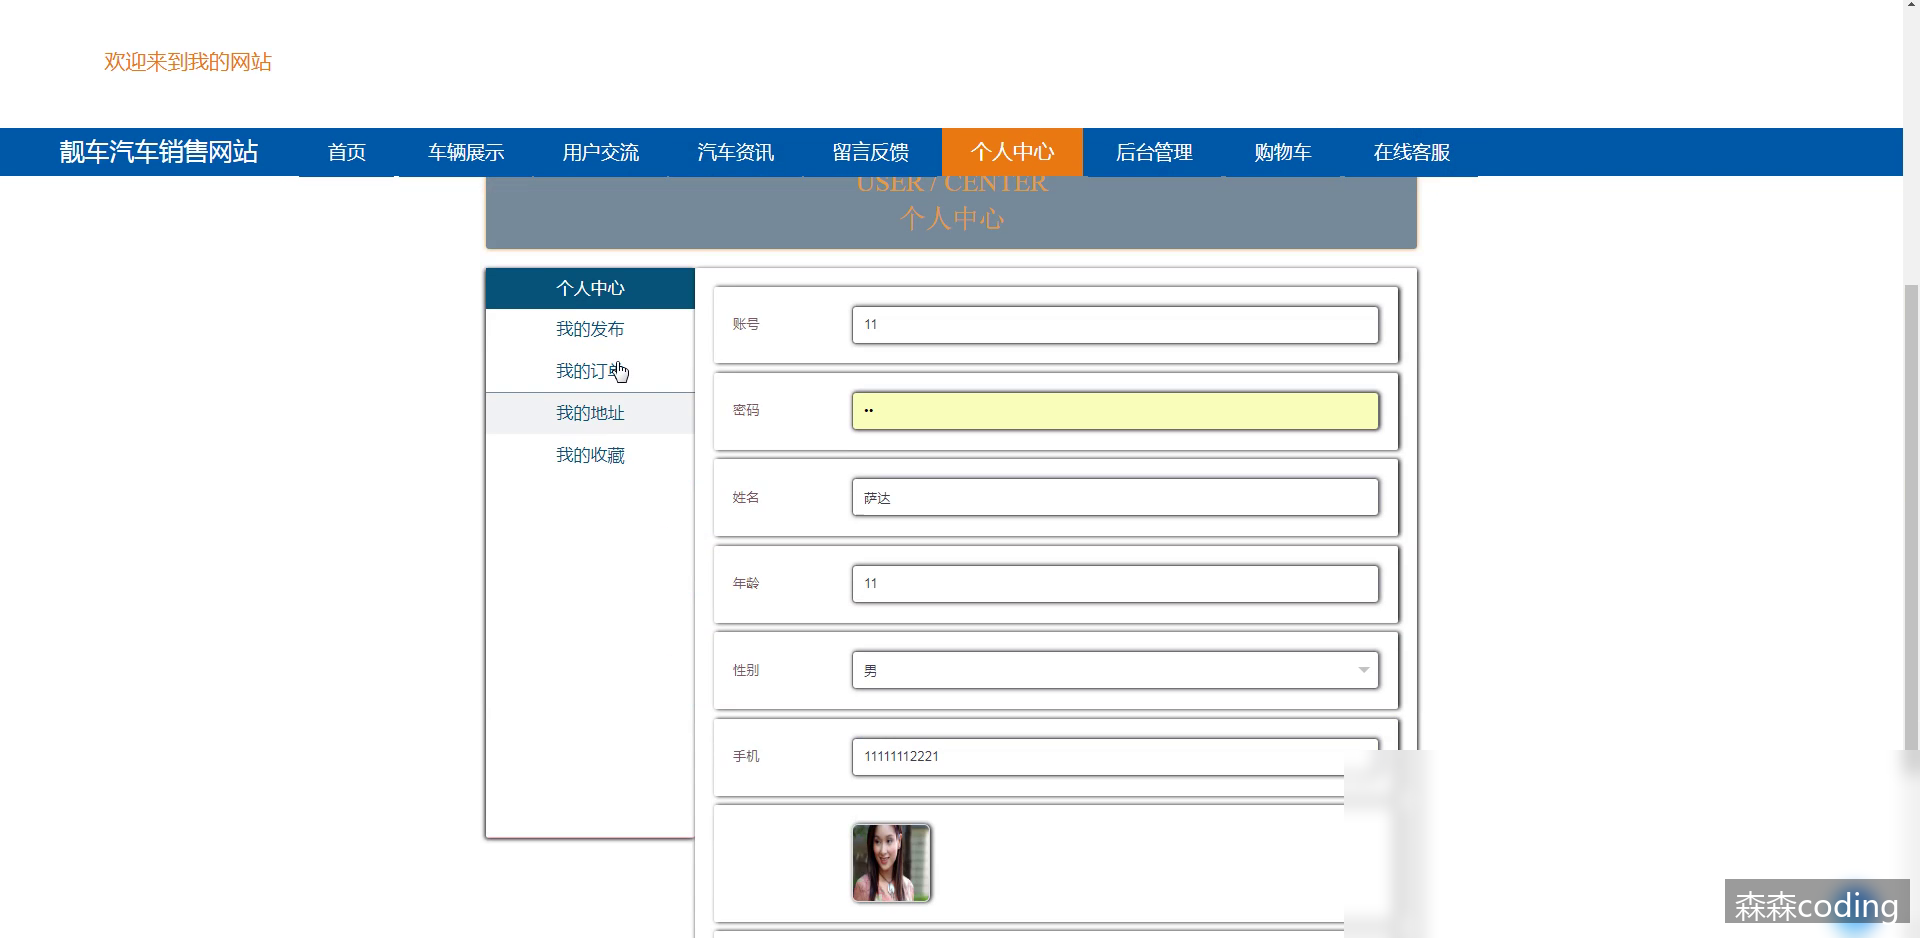 欢迎来到我的网站
靓车汽车销售网站 首页 车辆展示 用户交流 汽车资讯 留言反馈 个人中心 后台管理 购物车 在线客服
USER / CENTER
个人中心
个人中心
我的发布
我的订单
我的地址
我的收藏
账号 11
密码 ••
姓名 萨达
年龄 11
性别 男
手机 11111112221
森森coding